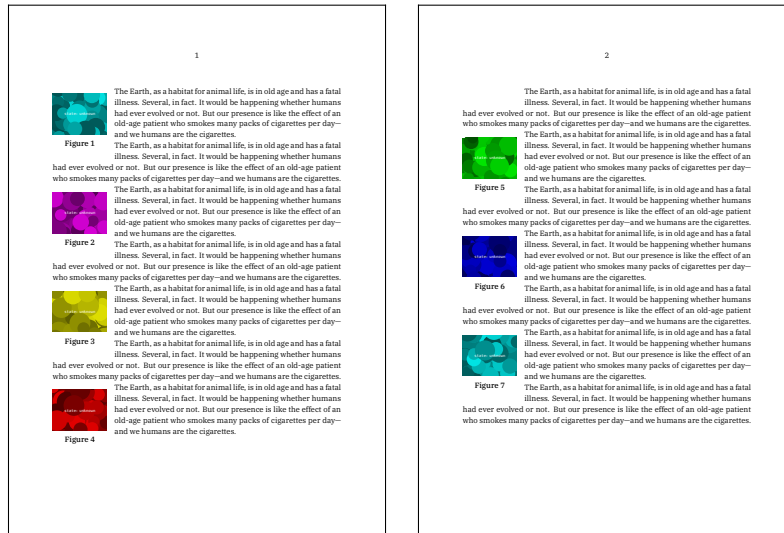 1
The Earth, as a habitat for animal life, is in old age and has a fatal
illness. Several, in fact. It would be happening whether humans
had ever evolved or not. But our presence is like the effect of an
old-age patient who smokes many packs of cigarettes per day—
and we humans are the cigarettes.
state: unknown
Figure 1
The Earth, as a habitat for animal life, is in old age and has a fatal
illness. Several, in fact. It would be happening whether humans
had ever evolved or not. But our presence is like the effect of an old-age patient
who smokes many packs of cigarettes per day—and we humans are the cigarettes.
The Earth, as a habitat for animal life, is in old age and has a fatal
illness. Several, in fact. It would be happening whether humans
had ever evolved or not. But our presence is like the effect of an
old-age patient who smokes many packs of cigarettes per day—
and we humans are the cigarettes.
state: unknown
Figure 2
The Earth, as a habitat for animal life, is in old age and has a fatal
illness. Several, in fact. It would be happening whether humans
had ever evolved or not. But our presence is like the effect of an old-age patient
who smokes many packs of cigarettes per day—and we humans are the cigarettes.
The Earth, as a habitat for animal life, is in old age and has a fatal
illness. Several, in fact. It would be happening whether humans
had ever evolved or not. But our presence is like the effect of an
old-age patient who smokes many packs of cigarettes per day—
and we humans are the cigarettes.
state: unknown
Figure 3
The Earth, as a habitat for animal life, is in old age and has a fatal
illness. Several, in fact. It would be happening whether humans
had ever evolved or not. But our presence is like the effect of an old-age patient
who smokes many packs of cigarettes per day—and we humans are the cigarettes.
The Earth, as a habitat for animal life, is in old age and has a fatal
illness. Several, in fact. It would be happening whether humans
had ever evolved or not. But our presence is like the effect of an
old-age patient who smokes many packs of cigarettes per day—
and we humans are the cigarettes.
state: unknown
Figure 4
2
The Earth, as a habitat for animal life, is in old age and has a fatal
illness. Several, in fact. It would be happening whether humans
had ever evolved or not. But our presence is like the effect of an old-age patient
who smokes many packs of cigarettes per day—and we humans are the cigarettes.
The Earth, as a habitat for animal life, is in old age and has a fatal
illness. Several, in fact. It would be happening whether humans
had ever evolved or not. But our presence is like the effect of an
old-age patient who smokes many packs of cigarettes per day—
and we humans are the cigarettes.
state: unknown
Figure 5
The Earth, as a habitat for animal life, is in old age and has a fatal
illness. Several, in fact. It would be happening whether humans
had ever evolved or not. But our presence is like the effect of an old-age patient
who smokes many packs of cigarettes per day—and we humans are the cigarettes.
The Earth, as a habitat for animal life, is in old age and has a fatal
illness. Several, in fact. It would be happening whether humans
had ever evolved or not. But our presence is like the effect of an
old-age patient who smokes many packs of cigarettes per day—
and we humans are the cigarettes.
state: unknown
Figure 6
The Earth, as a habitat for animal life, is in old age and has a fatal
illness. Several, in fact. It would be happening whether humans
had ever evolved or not. But our presence is like the effect of an old-age patient
who smokes many packs of cigarettes per day—and we humans are the cigarettes.
The Earth, as a habitat for animal life, is in old age and has a fatal
illness. Several, in fact. It would be happening whether humans
had ever evolved or not. But our presence is like the effect of an
old-age patient who smokes many packs of cigarettes per day—
and we humans are the cigarettes.
state: unknown
Figure 7
The Earth, as a habitat for animal life, is in old age and has a fatal
illness. Several, in fact. It would be happening whether humans
had ever evolved or not. But our presence is like the effect of an old-age patient
who smokes many packs of cigarettes per day—and we humans are the cigarettes.